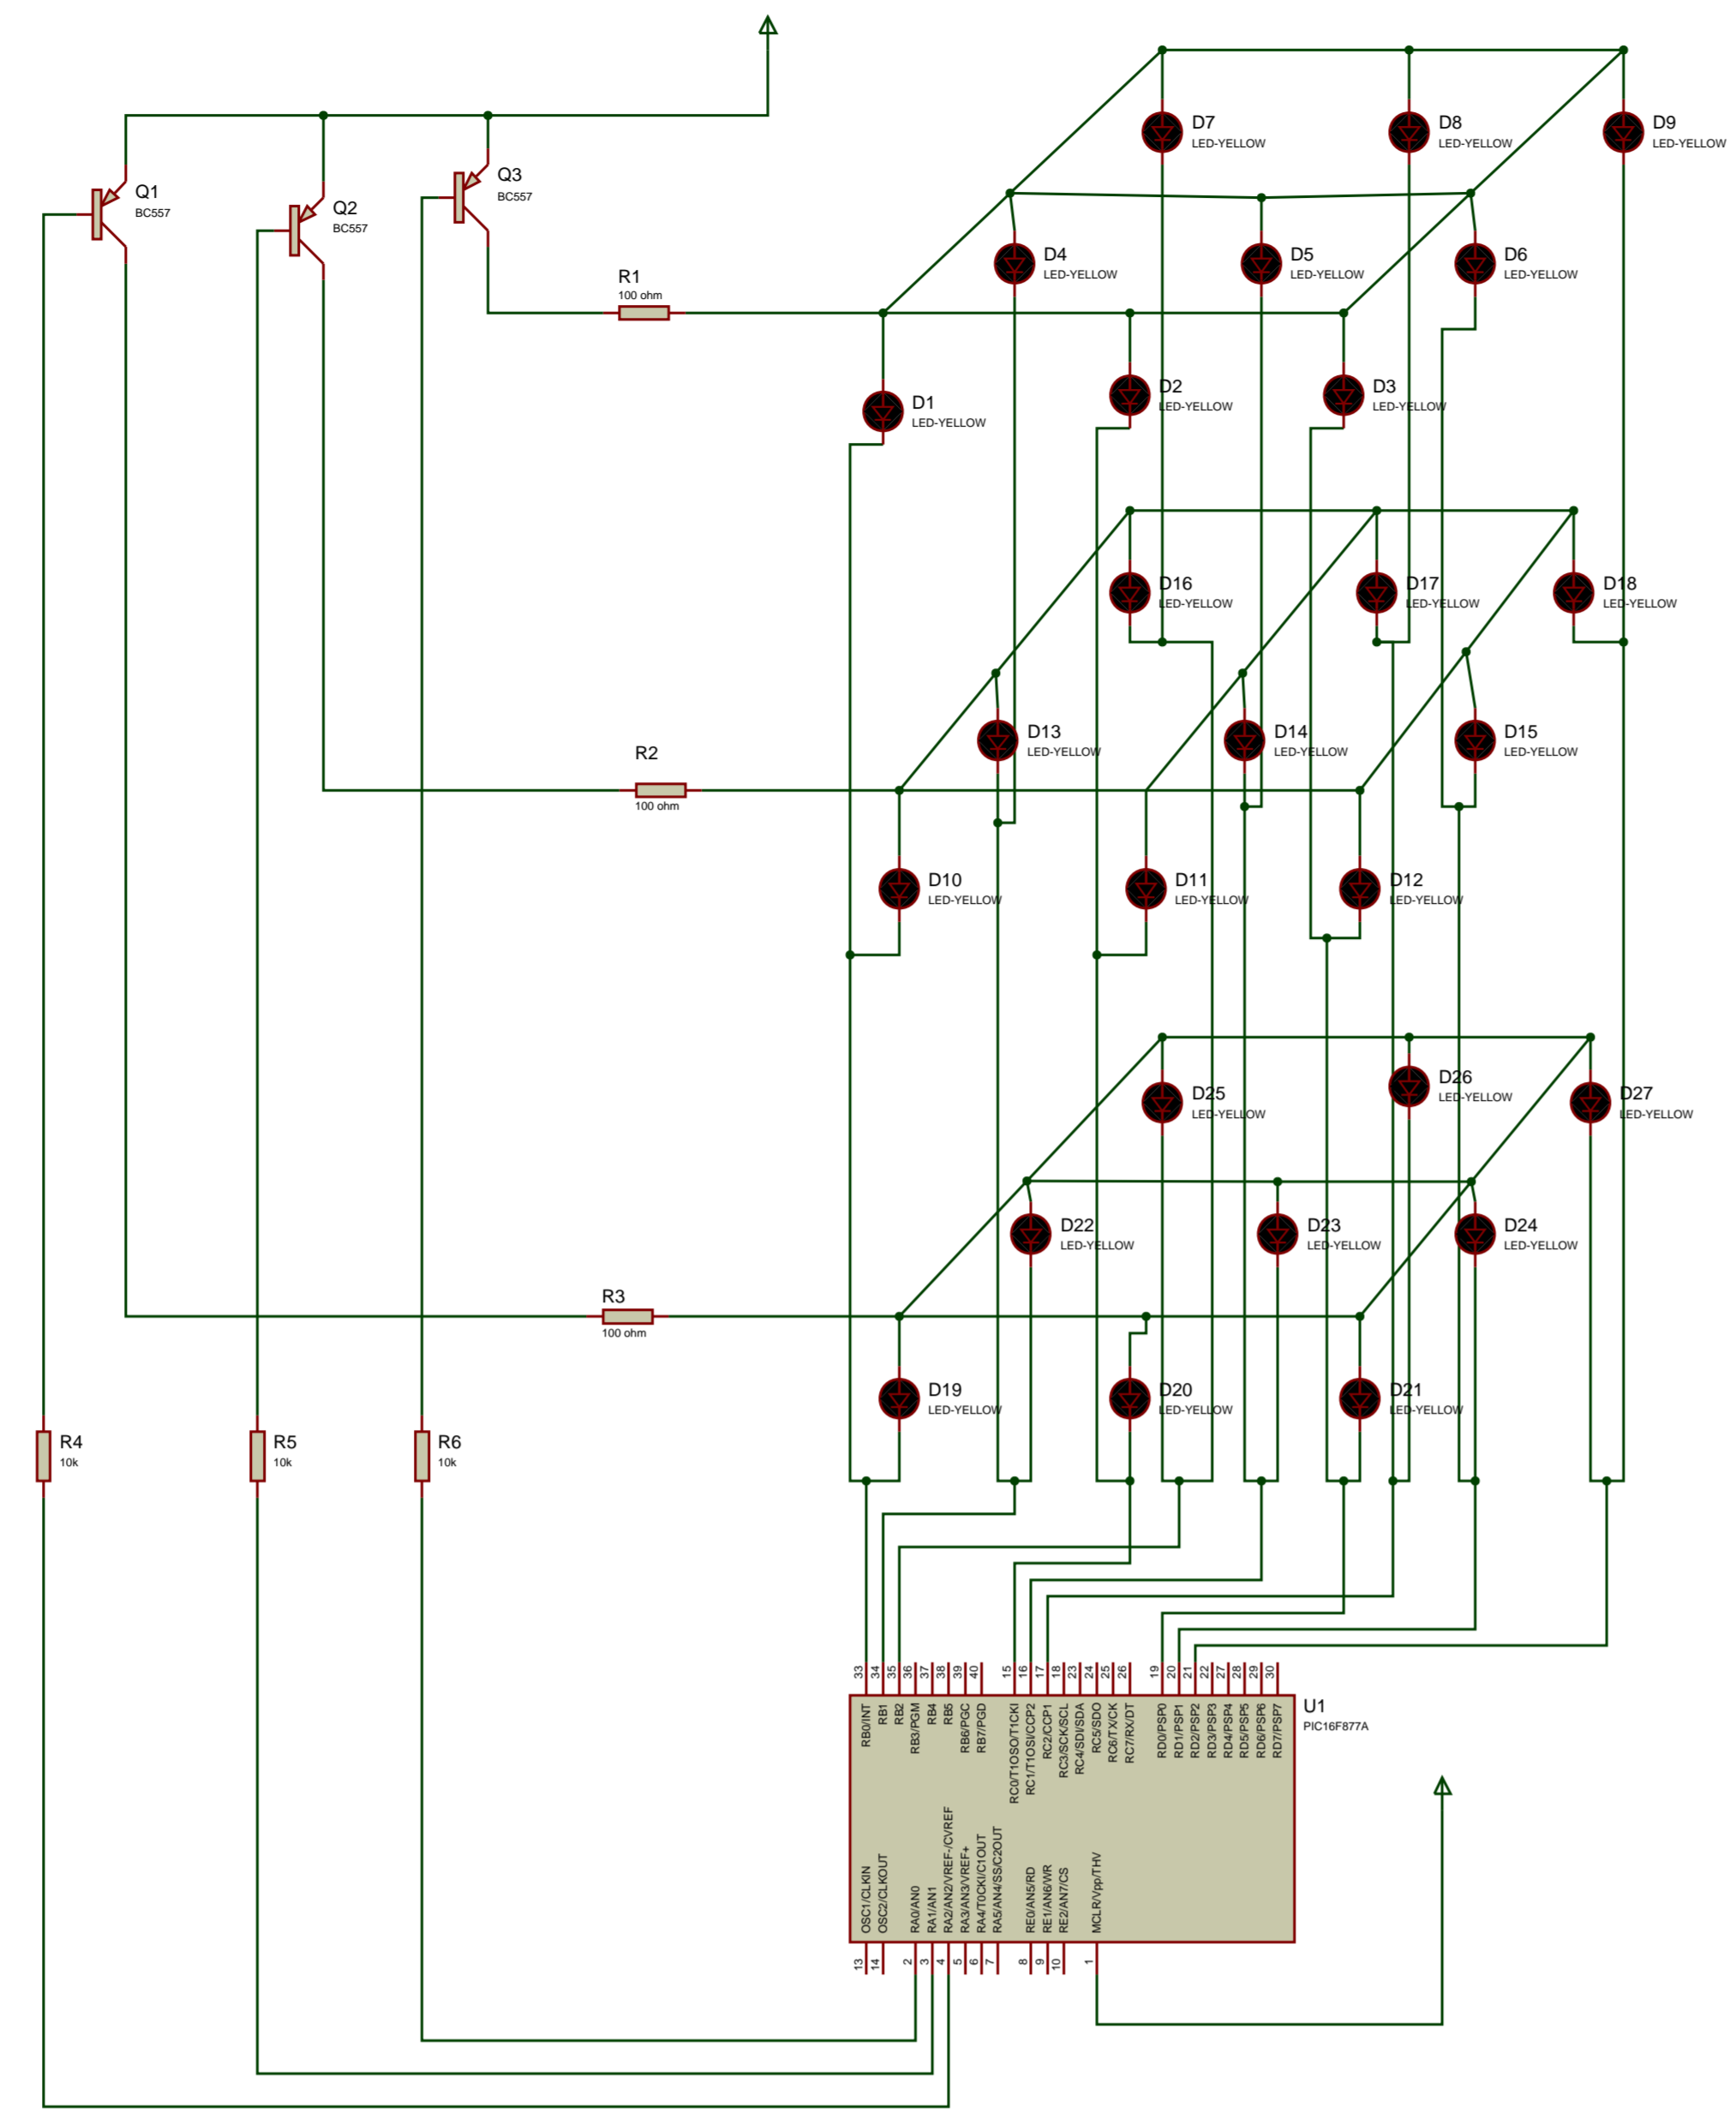 D7
LED-YELLOW
D8
LED-YELLOW
D9
LED-YELLOW
Q1
BC557
Q2
BC557
Q3
BC557
D4
LED-YELLOW
D5
LED-YELLOW
D6
LED-YELLOW
R1
100 ohm
D1
LED-YELLOW
D2
LED-YELLOW
D3
LED-YELLOW
D16
LED-YELLOW
D17
LED-YELLOW
D18
LED-YELLOW
D13
LED-YELLOW
D14
LED-YELLOW
D15
LED-YELLOW
R2
100 ohm
D10
LED-YELLOW
D11
LED-YELLOW
D12
LED-YELLOW
D25
LED-YELLOW
D26
LED-YELLOW
D27
LED-YELLOW
D22
LED-YELLOW
D23
LED-YELLOW
D24
LED-YELLOW
R3
100 ohm
D19
LED-YELLOW
D20
LED-YELLOW
D21
LED-YELLOW
R4
10k
R5
10k
R6
10k
33
34
35
36
37
38
39
40
15
16
17
18
23
24
25
26
19
20
21
22
27
28
29
30
RB0/INT
RB1
RB2
RB3/PGM
RB4
RB5
RB6/PGC
RB7/PGD
RC0/T1OSO/T1CKI
RC1/T1OSI/CCP2
RC2/CCP1
RC3/SCK/SCL
RC4/SDI/SDA
RC5/SDO
RC6/TX/CK
RC7/RX/DT
RD0/PSP0
RD1/PSP1
RD2/PSP2
RD3/PSP3
RD4/PSP4
RD5/PSP5
RD6/PSP6
RD7/PSP7
U1
PIC16F877A
OSC1/CLKIN
OSC2/CLKOUT
RA0/AN0
RA1/AN1
RA2/AN2/VREF-/CVREF
RA3/AN3/VREF+
RA4/T0CKI/C1OUT
RA5/AN4/SS/C2OUT
RE0/AN5/RD
RE1/AN6/WR
RE2/AN7/CS
MCLR/Vpp/THV
13
14
2
3
4
5
6
7
8
9
10
1